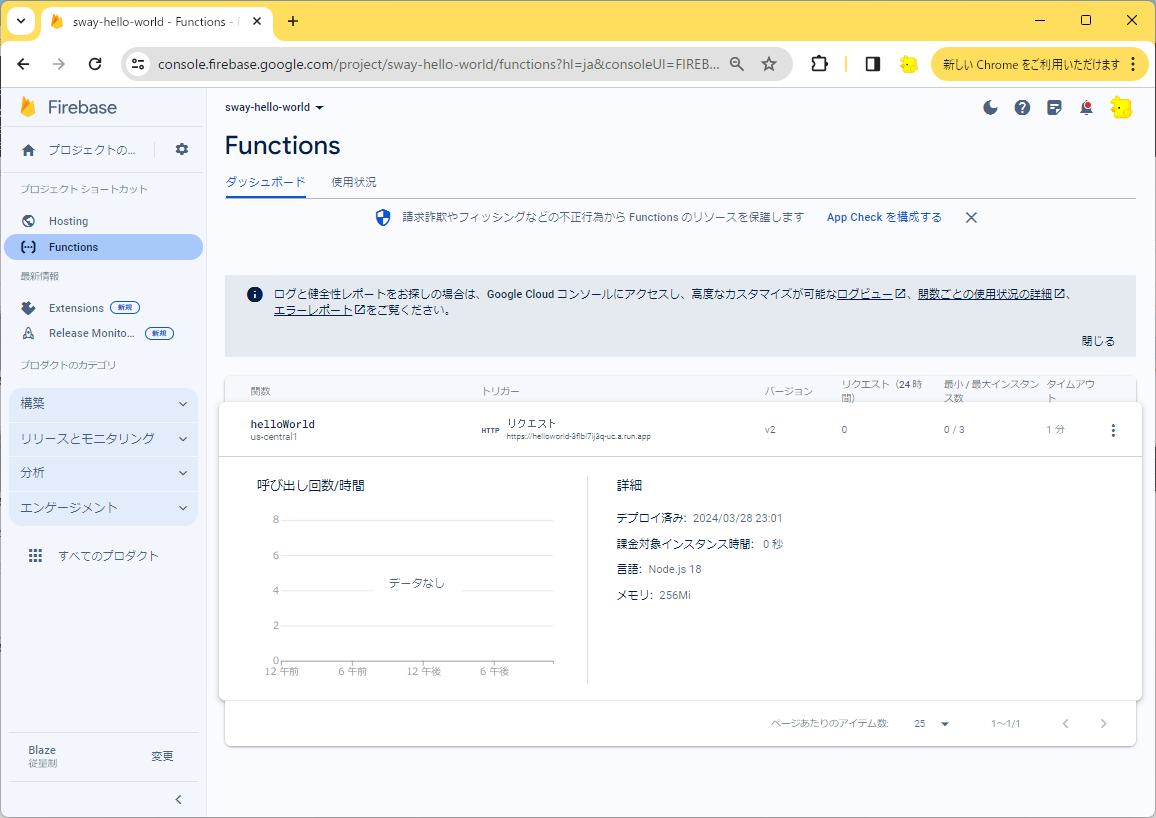 sway-hello-world - Functions -
console.firebase.google.com/project/sway-hello-world/functions?hl=ja&consoleUI=FIREB...
新しい Chrome をご利用いただけます
Firebase
プロジェクトの...
プロジェクト ショートカット
Hosting
Functions
最新情報
Extensions 新規
Release Monito... 新規
プロダクトのカテゴリ
構築
リリースとモニタリング
分析
エンゲージメント
すべてのプロダクト
Blaze
従量制
変更
sway-hello-world
Functions
ダッシュボード 使用状況
請求詐欺やフィッシングなどの不正行為から Functions のリソースを保護します App Check を構成する
ログと健全性レポートをお探しの場合は、Google Cloud コンソールにアクセスし、高度なカスタマイズが可能なログビュー、関数ごとの使用状況の詳細、
エラーレポートをご覧ください。
閉じる
関数 トリガー バージョン リクエスト（24 時間） 最小 / 最大インスタンス数 タイムアウト
helloWorld
us-central1
HTTP リクエスト
https://helloworld-3flbl7ij3q-uc.a.run.app
v2 0 0 / 3 1 分
呼び出し回数/時間
8
6
4
2
0
データなし
12 午前 6 午前 12 午後 6 午後
詳細
デプロイ済み: 2024/03/28 23:01
課金対象インスタンス時間: 0 秒
言語: Node.js 18
メモリ: 256Mi
ページあたりのアイテム数: 25 1～1/1